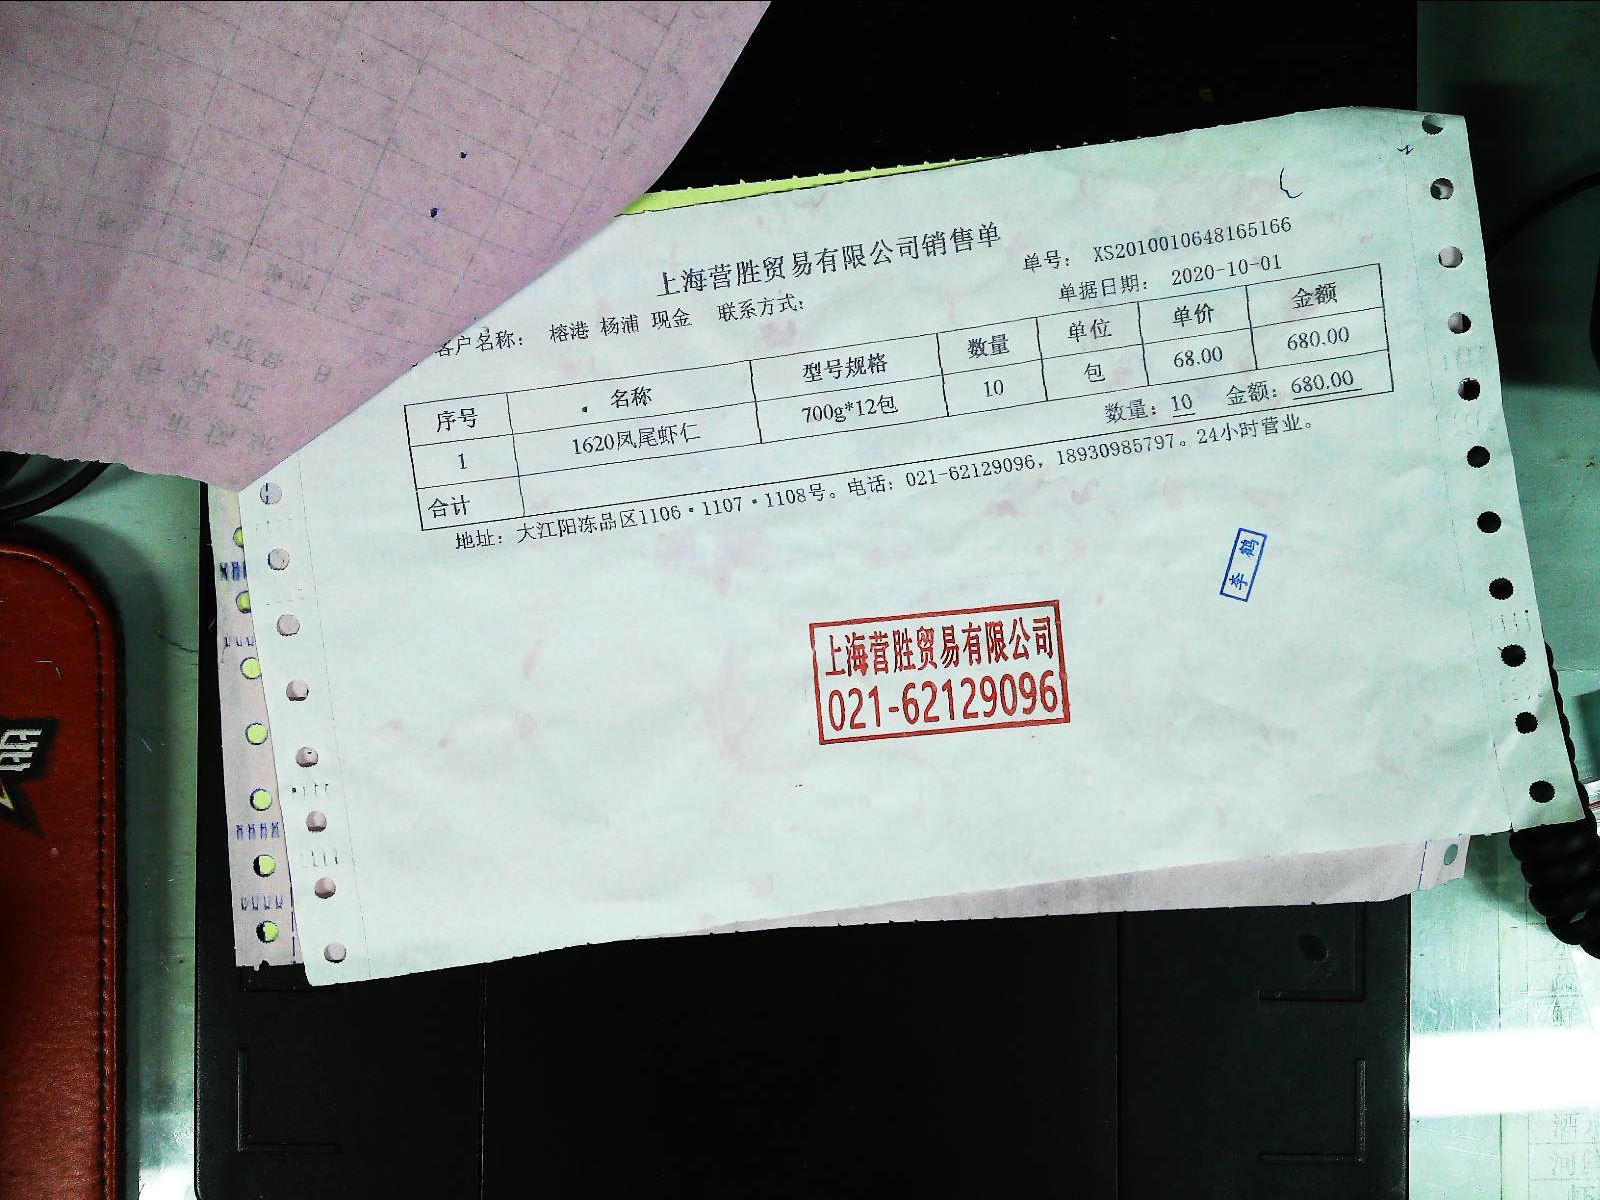 上海营胜贸易有限公司销售单
单号： XS2010010648165166
客户名称： 榕港 杨浦 现金 联系方式: 单据日期： 2020-10-01
序号 名称 型号规格 数量 单位 单价 金额
1 1620凤尾虾仁 700g*12包 10 包 68.00 680.00
合计 数量：10 金额：680.00
地址：大江阳冻品区1106·1107·1108号。电话：021-62129096，18930985797。24小时营业。
李鹤
上海营胜贸易有限公司
021-62129096